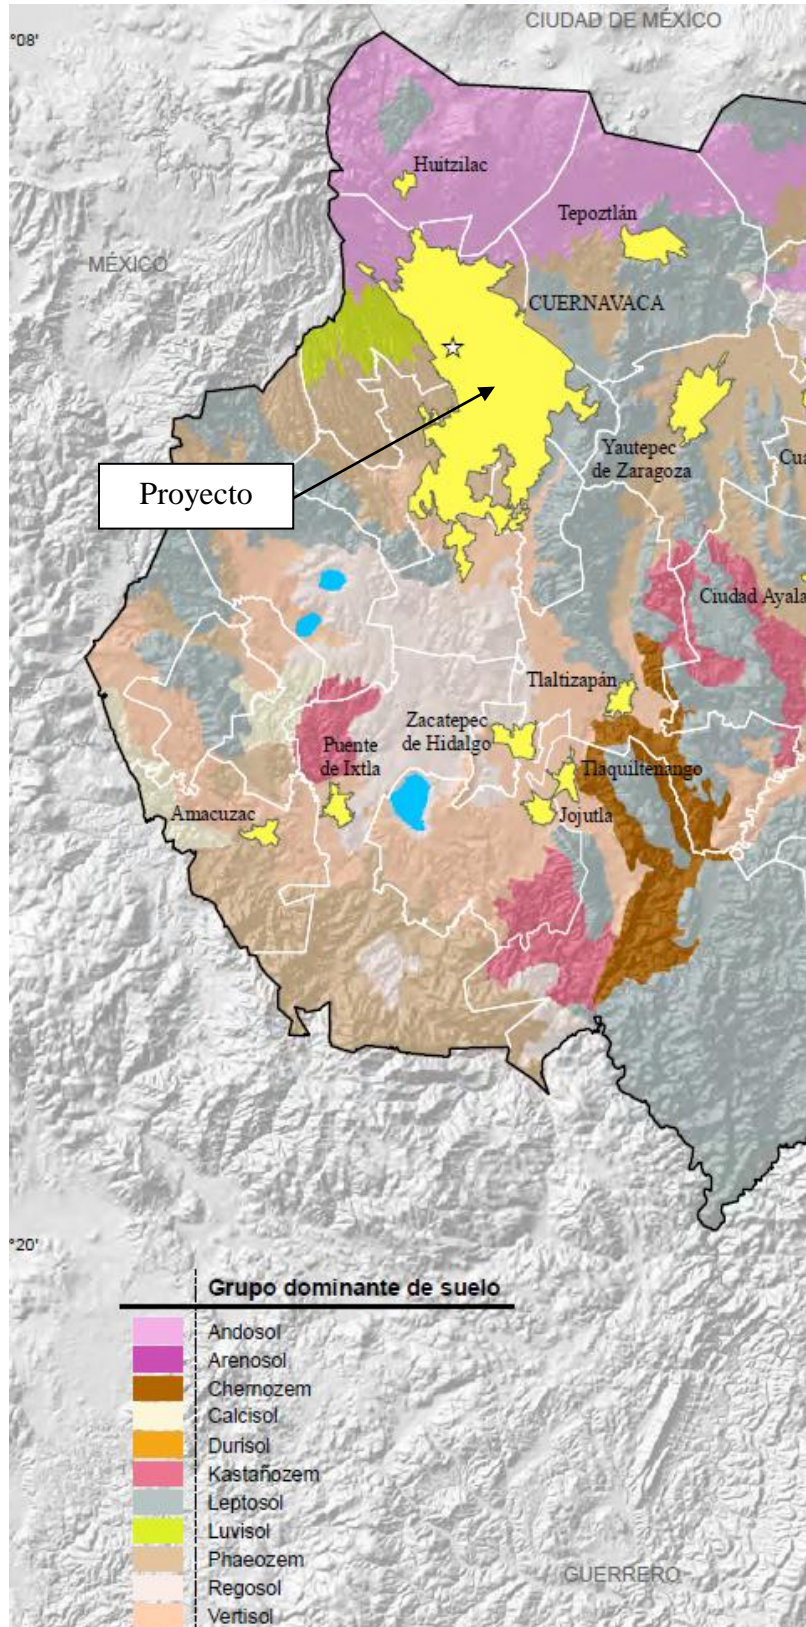 CIUDAD DE MÉXICO
°08'
Huitzilac
Tepoztlán
MÉXICO
CUERNAVACA
Yautepec
de Zaragoza
Cua
Proyecto
Ciudad Ayala
Tlaltizapán
Zacatepec
de Hidalgo
Puente
de Ixtla
Tlaquiltenango
Amacuzac
Jojutla
°20'
Grupo dominante de suelo
Andosol
Arenosol
Chernozem
Calcisol
Durisol
Kastañozem
Leptosol
Luvisol
Phaeozem
Regosol
Vertisol
GUERRERO